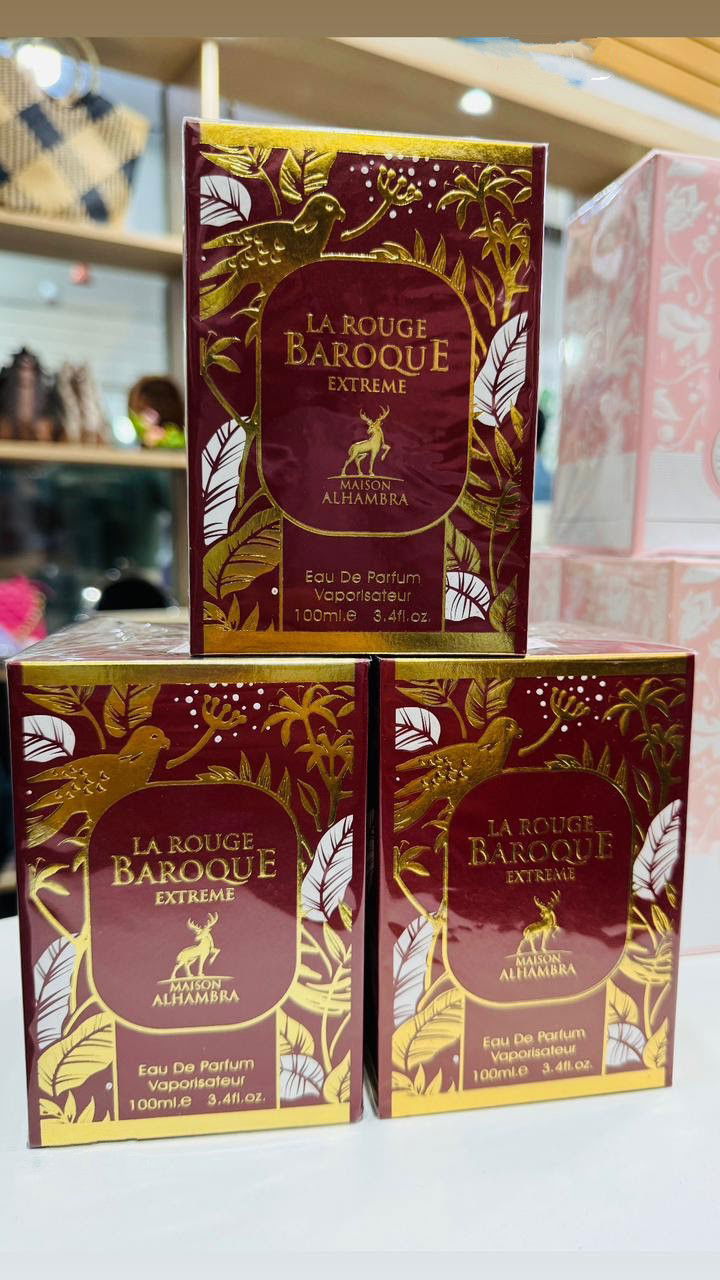 LA ROUGE
BAROQUE
EXTREME
MAISON
ALHAMBRA
Eau De Parfum
Vaporisateur
100ml.e 3.4fl.oz.
LA ROUGE
BAROQUE
EXTREME
MAISON
ALHAMBRA
Eau De Parfum
Vaporisateur
100ml.e 3.4fl.oz.
LA ROUGE
BAROQUE
EXTREME
MAISON
ALHAMBRA
Eau De Parfum
Vaporisateur
100ml.e 3.4fl.oz.